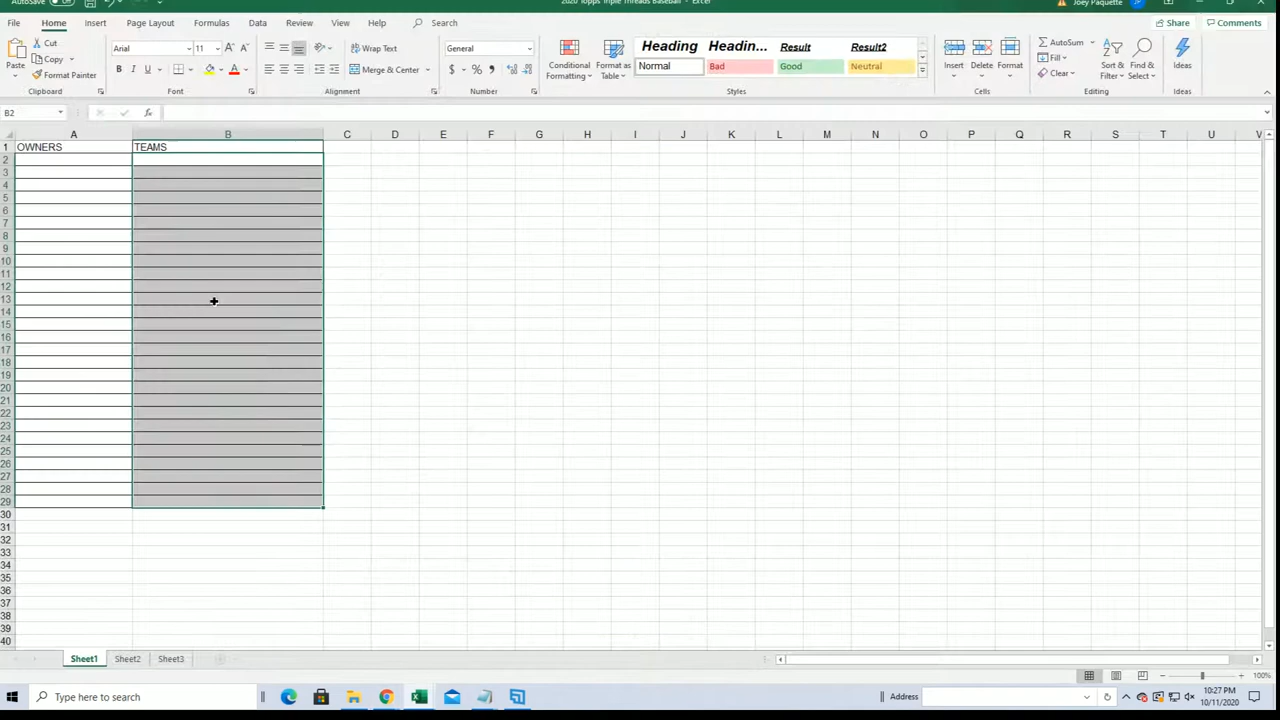 AutoSave
2020 Topps Triple Threads Baseball - Excel
Joey Paquette
File Home Insert Page Layout Formulas Data Review View Help Search
Share Comments
Paste
Cut
Copy
Format Painter
Clipboard
Arial 11
B I U
Font
Wrap Text
Merge & Center
Alignment
General
$ % ,
Number
Conditional Formatting
Format as Table
Heading Headin... Result Result2
Normal Bad Good Neutral
Styles
Insert Delete Format
Cells
AutoSum
Fill
Clear
Sort & Filter
Find & Select
Editing
Ideas
Ideas
B2
A B C D E F G H I J K L M N O P Q R S T U V
1 OWNERS TEAMS
2
3
4
5
6
7
8
9
10
11
12
13
14
15
16
17
18
19
20
21
22
23
24
25
26
27
28
29
30
31
32
33
34
35
36
37
38
39
40
Sheet1 Sheet2 Sheet3
100%
Type here to search
Address
10:27 PM
10/11/2020